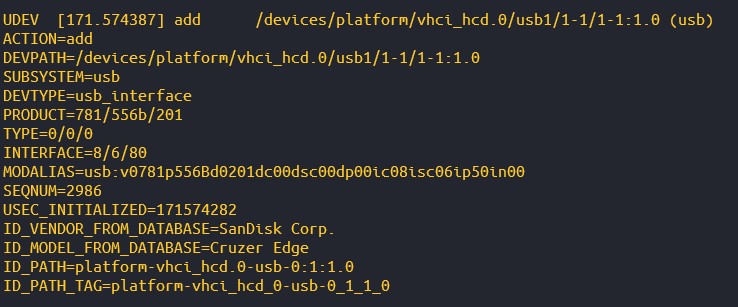 UDEV  [171.574387] add      /devices/platform/vhci_hcd.0/usb1/1-1/1-1:1.0 (usb)
ACTION=add
DEVPATH=/devices/platform/vhci_hcd.0/usb1/1-1/1-1:1.0
SUBSYSTEM=usb
DEVTYPE=usb_interface
PRODUCT=781/556b/201
TYPE=0/0/0
INTERFACE=8/6/80
MODALIAS=usb:v0781p556Bd0201dc00dsc00dp00ic08isc06ip50in00
SEQNUM=2986
USEC_INITIALIZED=171574282
ID_VENDOR_FROM_DATABASE=SanDisk Corp.
ID_MODEL_FROM_DATABASE=Cruzer Edge
ID_PATH=platform-vhci_hcd.0-usb-0:1:1.0
ID_PATH_TAG=platform-vhci_hcd_0-usb-0_1_1_0